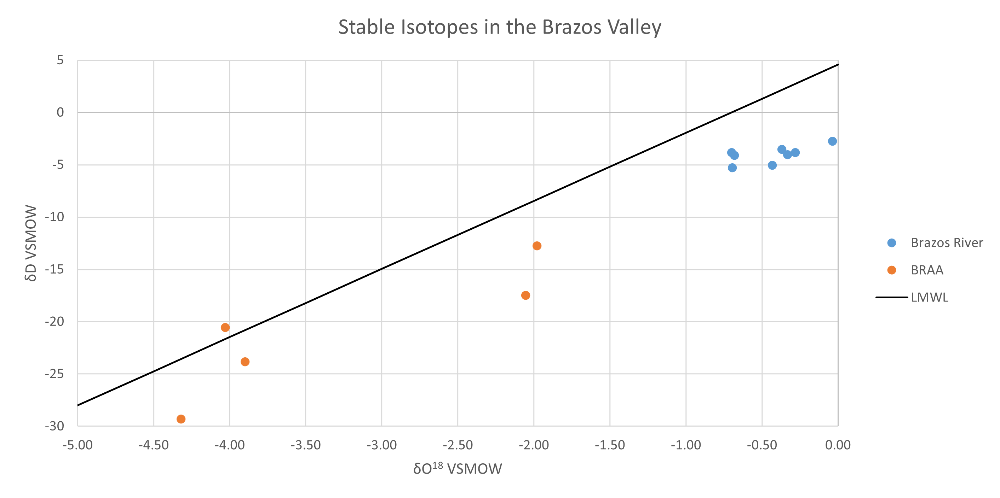 Stable Isotopes in the Brazos Valley
5
0
-5
-10
-15
-20
-25
-30
δD VSMOW
-5.00 -4.50 -4.00 -3.50 -3.00 -2.50 -2.00 -1.50 -1.00 -0.50 0.00
δO¹⁸ VSMOW
Brazos River
BRAA
LMWL